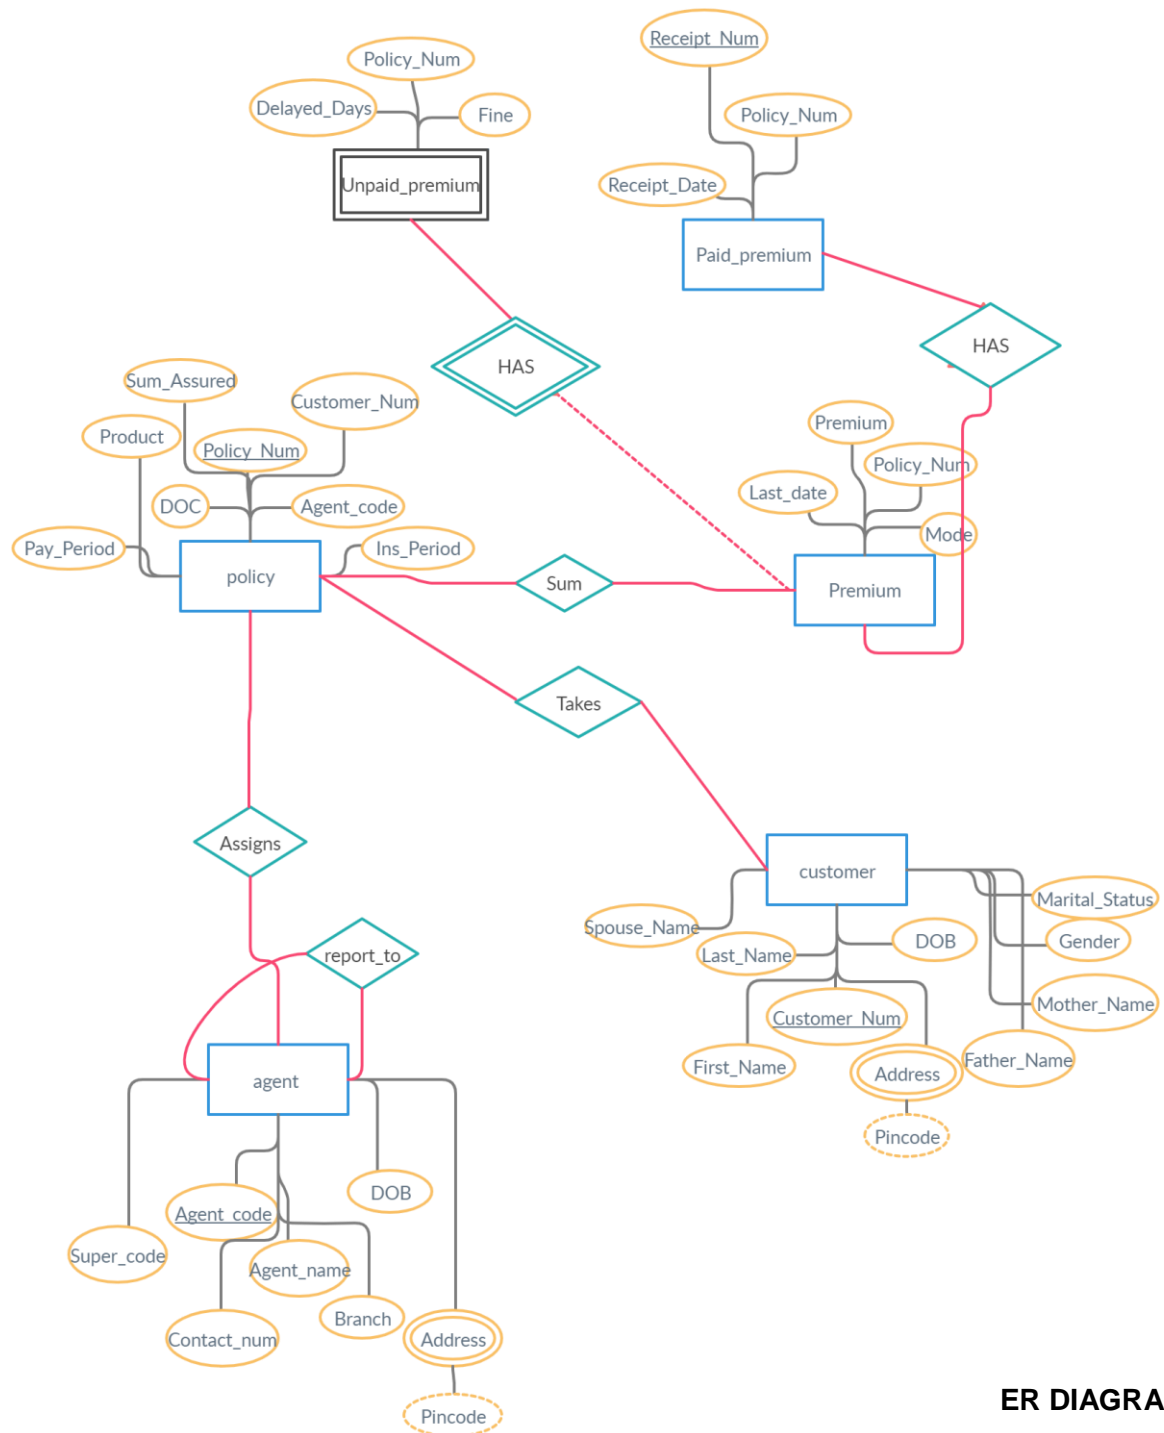 Receipt_Num
Policy_Num
Delayed_Days
Fine
Policy_Num
Unpaid_premium
Receipt_Date
Paid_premium
HAS
HAS
Sum_Assured
Customer_Num
Product
Policy_Num
Premium
Policy_Num
Last_date
DOC
Agent_code
Mode
Pay_Period
Ins_Period
policy
Sum
Premium
Takes
Assigns
customer
Marital_Status
Spouse_Name
Last_Name
DOB
Gender
report_to
Customer_Num
Mother_Name
First_Name
Address
Father_Name
agent
Pincode
DOB
Agent_code
Super_code
Agent_name
Branch
Contact_num
Address
Pincode
ER DIAGRA